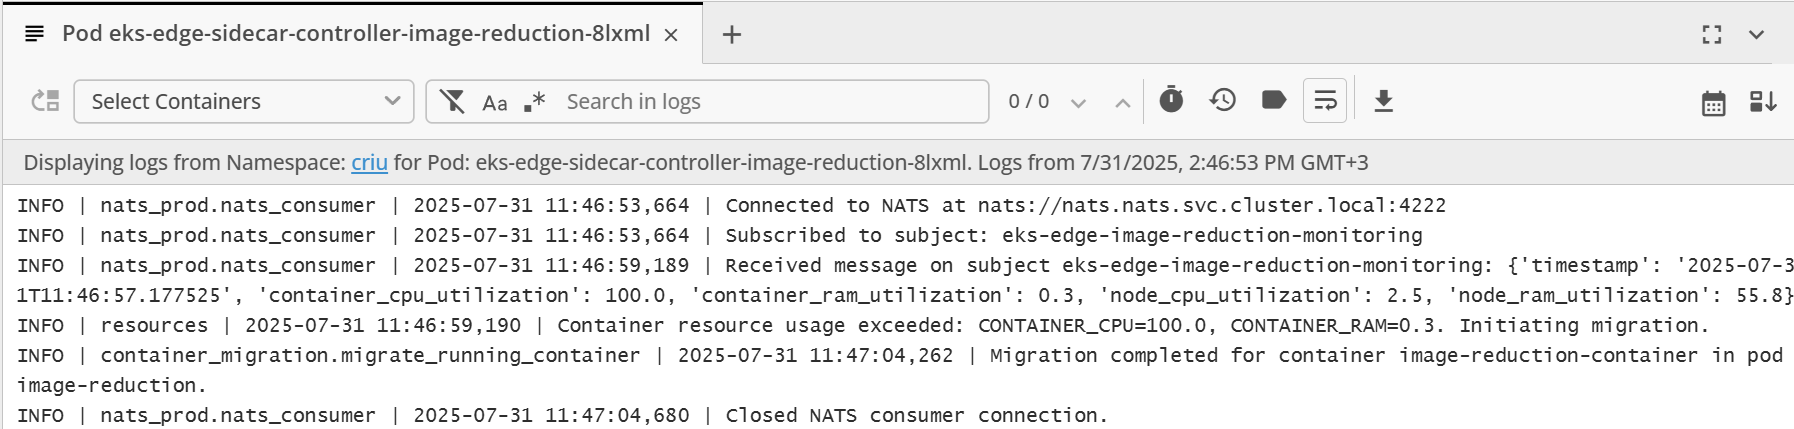 Pod eks-edge-sidecar-controller-image-reduction-8lxml
Select Containers
Aa .* Search in logs
0 / 0
Displaying logs from Namespace: criu for Pod: eks-edge-sidecar-controller-image-reduction-8lxml. Logs from 7/31/2025, 2:46:53 PM GMT+3
INFO | nats_prod.nats_consumer | 2025-07-31 11:46:53,664 | Connected to NATS at nats://nats.nats.svc.cluster.local:4222
INFO | nats_prod.nats_consumer | 2025-07-31 11:46:53,664 | Subscribed to subject: eks-edge-image-reduction-monitoring
INFO | nats_prod.nats_consumer | 2025-07-31 11:46:59,189 | Received message on subject eks-edge-image-reduction-monitoring: {'timestamp': '2025-07-3
1T11:46:57.177525', 'container_cpu_utilization': 100.0, 'container_ram_utilization': 0.3, 'node_cpu_utilization': 2.5, 'node_ram_utilization': 55.8}
INFO | resources | 2025-07-31 11:46:59,190 | Container resource usage exceeded: CONTAINER_CPU=100.0, CONTAINER_RAM=0.3. Initiating migration.
INFO | container_migration.migrate_running_container | 2025-07-31 11:47:04,262 | Migration completed for container image-reduction-container in pod
image-reduction.
INFO | nats_prod.nats_consumer | 2025-07-31 11:47:04,680 | Closed NATS consumer connection.